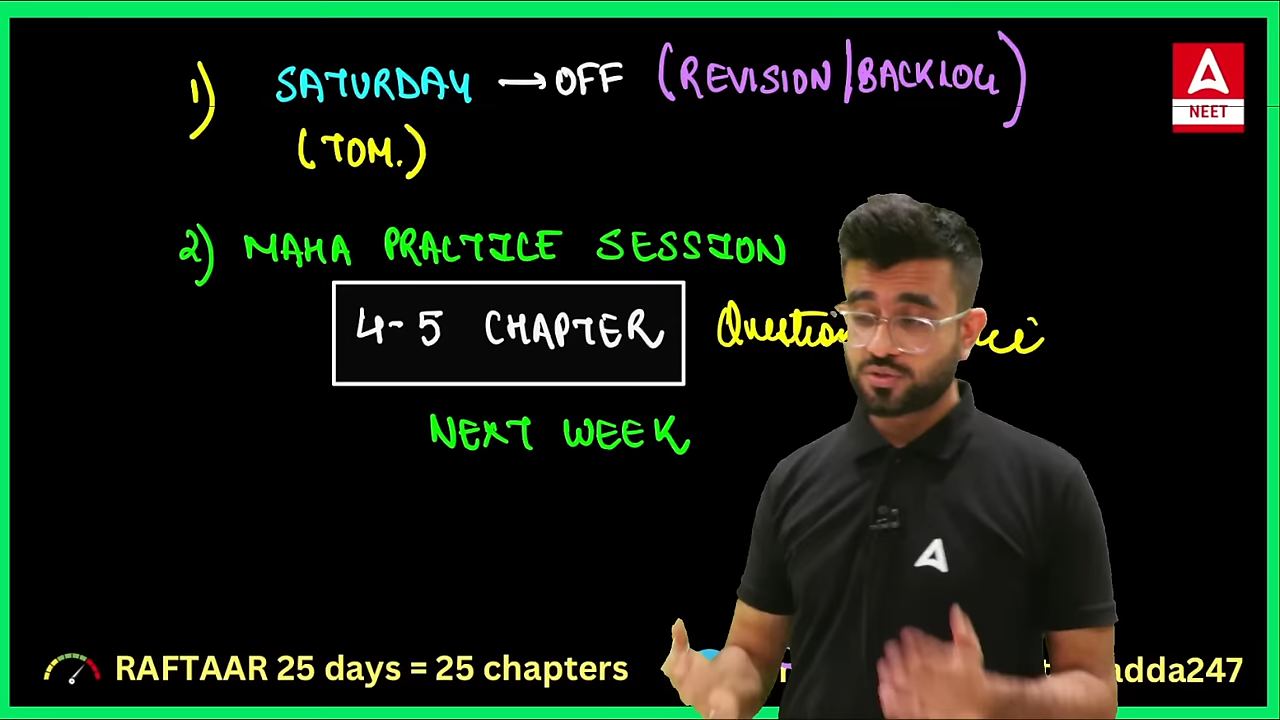 1) SATURDAY → OFF (REVISION/BACKLOG)
(TOM.)
NEET
2) MAHA PRACTICE SESSION
4-5 CHAPTER
NEXT WEEK
RAFTAAR 25 days = 25 chapters
adda247